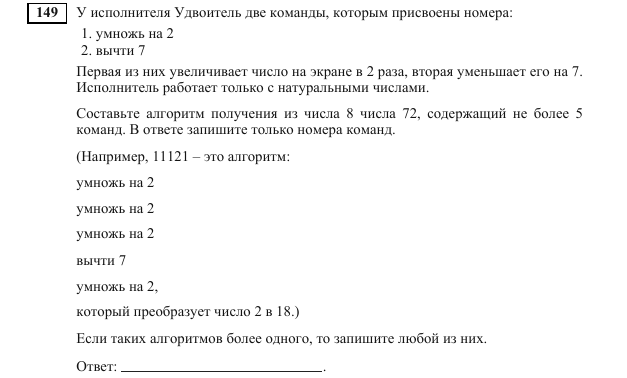 149 У исполнителя Удвоитель две команды, которым присвоены номера:
1. умножь на 2
2. вычти 7
Первая из них увеличивает число на экране в 2 раза, вторая уменьшает его на 7.
Исполнитель работает только с натуральными числами.
Составьте алгоритм получения из числа 8 числа 72, содержащий не более 5
команд. В ответе запишите только номера команд.
(Например, 11121 – это алгоритм:
умножь на 2
умножь на 2
умножь на 2
вычти 7
умножь на 2,
который преобразует число 2 в 18.)
Если таких алгоритмов более одного, то запишите любой из них.
Ответ: ____________________________.